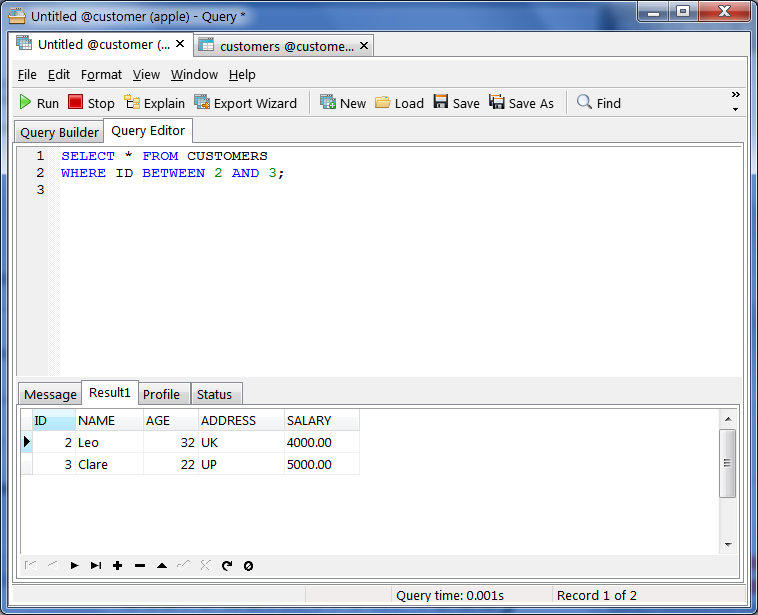 Untitled @customer (apple) - Query *
Untitled @customer (... customers @custome...
File Edit Format View Window Help
Run Stop Explain Export Wizard New Load Save Save As Find
Query Builder Query Editor
1 SELECT * FROM CUSTOMERS
2 WHERE ID BETWEEN 2 AND 3;
3
Message Result1 Profile Status
ID NAME AGE ADDRESS SALARY
2 Leo 32 UK 4000.00
3 Clare 22 UP 5000.00
Query time: 0.001s Record 1 of 2